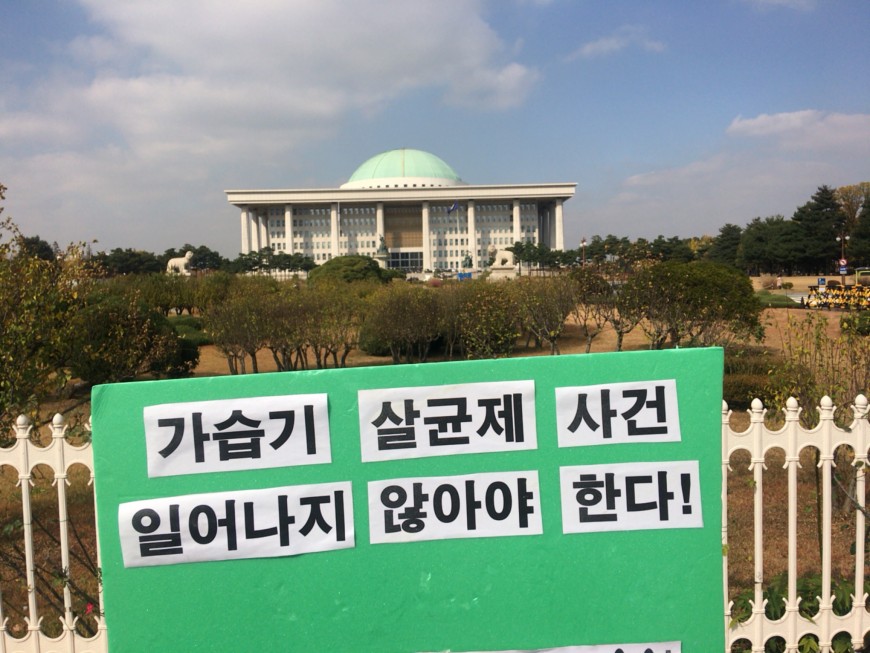 가습기 살균제 사건
일어나지 않아야 한다!